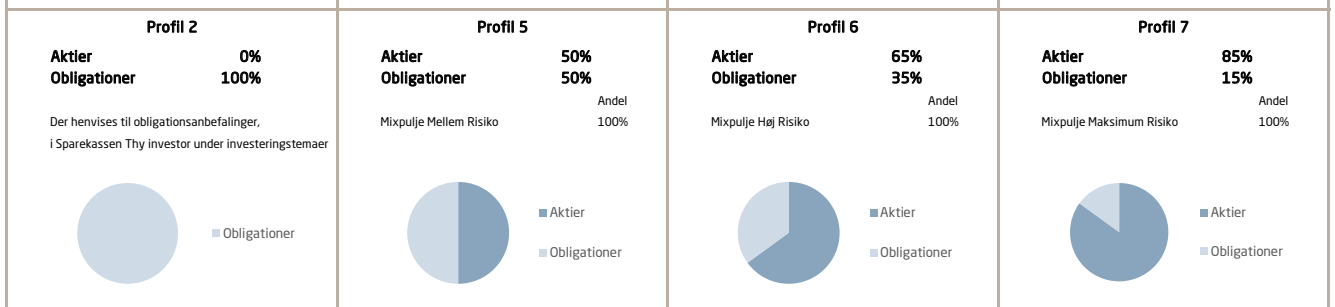 Profil 2
Aktier 0%
Obligationer 100%
Der henvises til obligationsanbefalinger,
i Sparekassen Thy investor under investeringstemaer
Obligationer
Profil 5
Aktier 50%
Obligationer 50%
Andel
Mixpulje Mellem Risiko 100%
Aktier
Obligationer
Profil 6
Aktier 65%
Obligationer 35%
Andel
Mixpulje Høj Risiko 100%
Aktier
Obligationer
Profil 7
Aktier 85%
Obligationer 15%
Andel
Mixpulje Maksimum Risiko 100%
Aktier
Obligationer